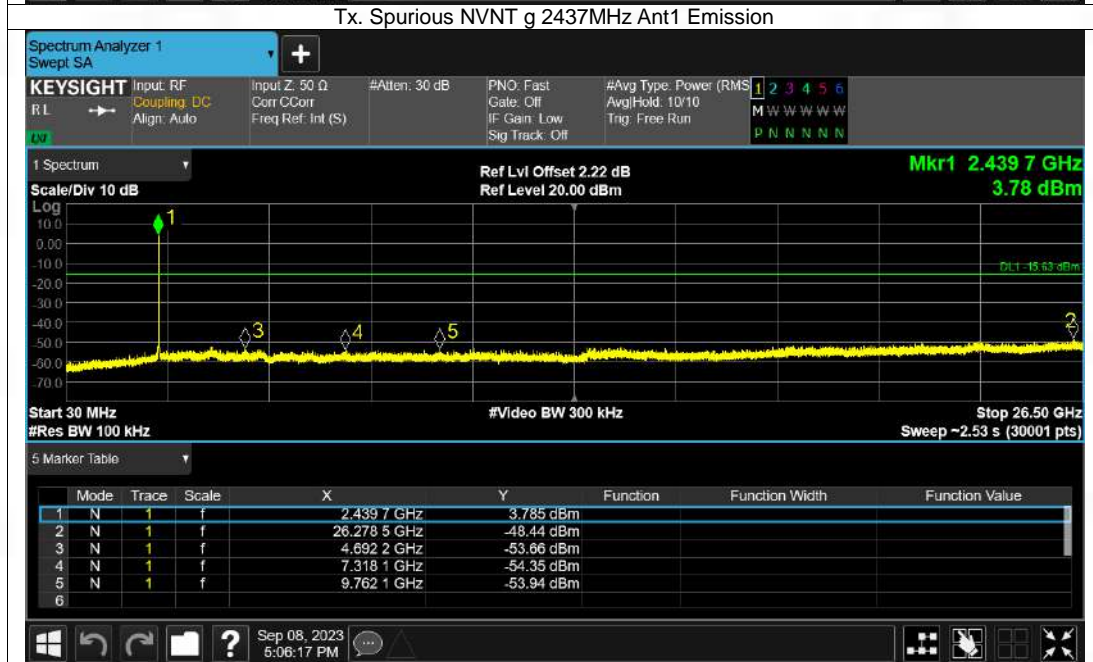 Tx. Spurious NVNT g 2437MHz Ant1 Emission
Spectrum Analyzer 1
Swept SA
+
KEYSIGHT Input: RF Input Z: 50 Ω #Atten: 30 dB PNO: Fast #Avg Type: Power (RMS 1 2 3 4 5 6
RL Coupling: DC Corr CCorr Gate: Off Avg|Hold: 10/10 M W W W W W
Align: Auto Freq Ref: Int (S) IF Gain: Low Trig: Free Run
Sig Track: Off P N N N N N
LXI
1 Spectrum Ref Lvl Offset 2.22 dB Mkr1 2.439 7 GHz
Scale/Div 10 dB Ref Level 20.00 dBm 3.78 dBm
Log
10.0
0.00
-10.0
DL1 -15.63 dBm
-20.0
-30.0
-40.0
-50.0
-60.0
-70.0
1
3
4
5
2
Start 30 MHz #Video BW 300 kHz Stop 26.50 GHz
#Res BW 100 kHz Sweep ~2.53 s (30001 pts)
5 Marker Table
Mode Trace Scale X Y Function Function Width Function Value
1 N 1 f 2.439 7 GHz 3.785 dBm
2 N 1 f 26.278 5 GHz -48.44 dBm
3 N 1 f 4.692 2 GHz -53.66 dBm
4 N 1 f 7.318 1 GHz -54.35 dBm
5 N 1 f 9.762 1 GHz -53.94 dBm
6
? Sep 08, 2023
5:06:17 PM